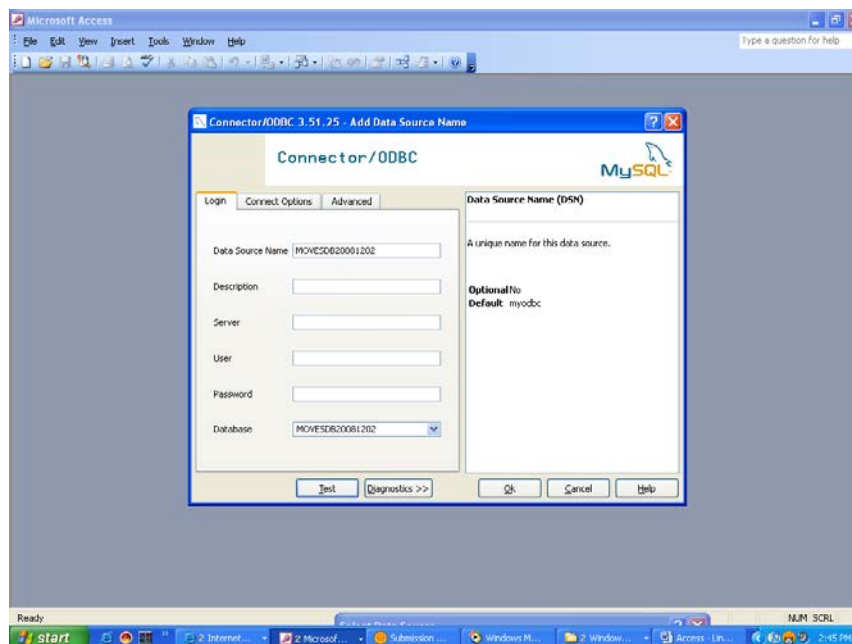 Microsoft Access
File Edit View Insert Tools Window Help
Type a question for help
Connector/ODBC 3.51.25 - Add Data Source Name
Connector/ODBC
MySQL
Login Connect Options Advanced
Data Source Name (DSN)
Data Source Name MOVESDB20081202
A unique name for this data source.
Description
Optional No
Default myodbc
Server
User
Password
Database MOVESDB20081202
Test Diagnostics >> Ok Cancel Help
Ready
NUM SCRL
start 2 Internet... 2 Microsof... Submission ... Windows M... 2 Window... Access - Lin... 2:45 PM